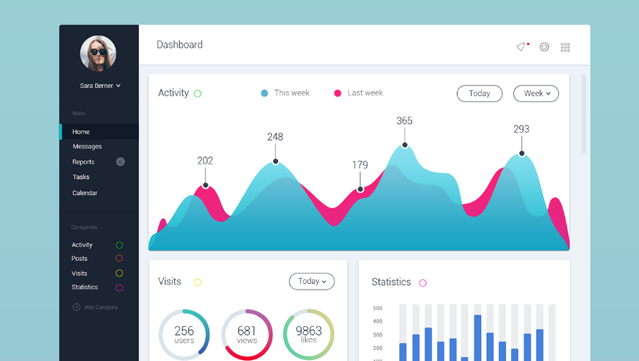 Dashboard
Sara Berner
Main
Home
Messages
Reports
Tasks
Calendar
Categories
Activity
Posts
Visits
Statistics
Add Category
Activity
This week
Last week
Today
Week
202
248
179
365
293
Visits
Today
256
users
681
views
9863
likes
Statistics
500
400
300
200
100